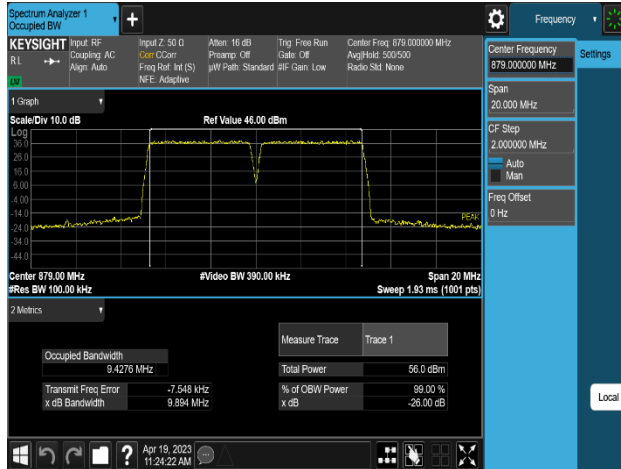 Spectrum Analyzer 1
Occupied BW
Frequency
KEYSIGHT
RL
Input: RF
Coupling: AC
Align: Auto
Input Z: 50 Ω
Corr CCorr
Freq Ref: Int (S)
NFE: Adaptive
Atten: 16 dB
Preamp: Off
µW Path: Standard
Trig: Free Run
Gate: Off
#IF Gain: Low
Center Freq: 879.000000 MHz
Avg|Hold: 500/500
Radio Std: None
Center Frequency
879.000000 MHz
Settings
Span
20.000 MHz
CF Step
2.000000 MHz
Auto
Man
Freq Offset
0 Hz
Local
1 Graph
Scale/Div 10.0 dB
Ref Value 46.00 dBm
Log
36.0
26.0
16.0
6.00
-4.00
-14.0
-24.0
-34.0
-44.0
PEAK
Center 879.00 MHz
#Video BW 390.00 kHz
Span 20 MHz
#Res BW 100.00 kHz
Sweep 1.93 ms (1001 pts)
2 Metrics
Measure Trace
Trace 1
Occupied Bandwidth
9.4276 MHz
Total Power
56.0 dBm
Transmit Freq Error
-7.548 kHz
% of OBW Power
99.00 %
x dB Bandwidth
9.894 MHz
x dB
-26.00 dB
?
Apr 19, 2023
11:24:22 AM